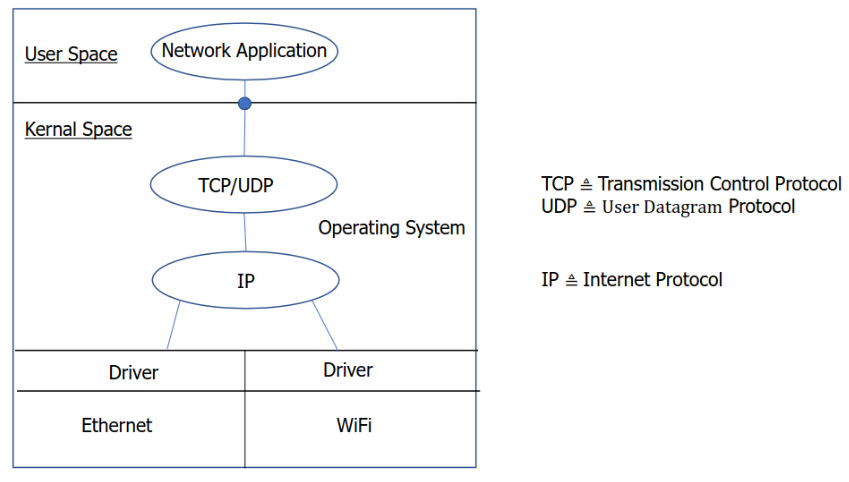 User Space
Network Application
Kernal Space
TCP/UDP
Operating System
IP
Driver
Driver
Ethernet
WiFi
TCP ≜ Transmission Control Protocol
UDP ≜ User Datagram Protocol
IP ≜ Internet Protocol